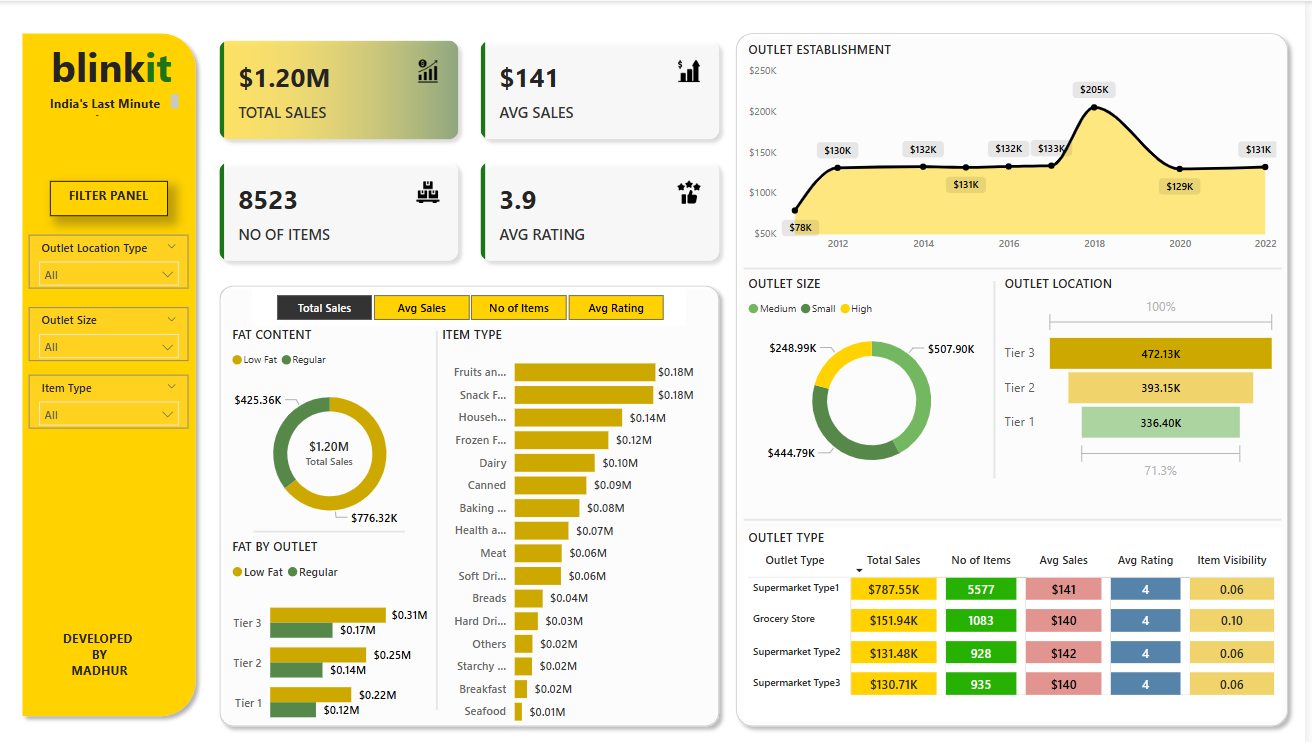 blinkit
India's Last Minute
FILTER PANEL
Outlet Location Type
All
Outlet Size
All
Item Type
All
DEVELOPED
BY
MADHUR
$1.20M
TOTAL SALES
$141
AVG SALES
8523
NO OF ITEMS
3.9
AVG RATING
Total Sales
Avg Sales
No of Items
Avg Rating
FAT CONTENT
Low Fat Regular
$425.36K
$1.20M
Total Sales
$776.32K
FAT BY OUTLET
Low Fat Regular
Tier 3 $0.31M
$0.17M
Tier 2 $0.25M
$0.14M
Tier 1 $0.22M
$0.12M
ITEM TYPE
Fruits an... $0.18M
Snack F... $0.18M
Househ... $0.14M
Frozen F... $0.12M
Dairy $0.10M
Canned $0.09M
Baking ... $0.08M
Health a... $0.07M
Meat $0.06M
Soft Dri... $0.06M
Breads $0.04M
Hard Dri... $0.03M
Others $0.02M
Starchy ... $0.02M
Breakfast $0.02M
Seafood $0.01M
OUTLET ESTABLISHMENT
$250K
$200K
$150K
$100K
$50K
$78K
$130K
$132K
$131K
$132K
$133K
$205K
$129K
$131K
2012 2014 2016 2018 2020 2022
OUTLET SIZE
Medium Small High
$248.99K
$507.90K
$444.79K
OUTLET LOCATION
100%
Tier 3 472.13K
Tier 2 393.15K
Tier 1 336.40K
71.3%
OUTLET TYPE
Outlet Type Total Sales No of Items Avg Sales Avg Rating Item Visibility
Supermarket Type1 $787.55K 5577 $141 4 0.06
Grocery Store $151.94K 1083 $140 4 0.10
Supermarket Type2 $131.48K 928 $142 4 0.06
Supermarket Type3 $130.71K 935 $140 4 0.06